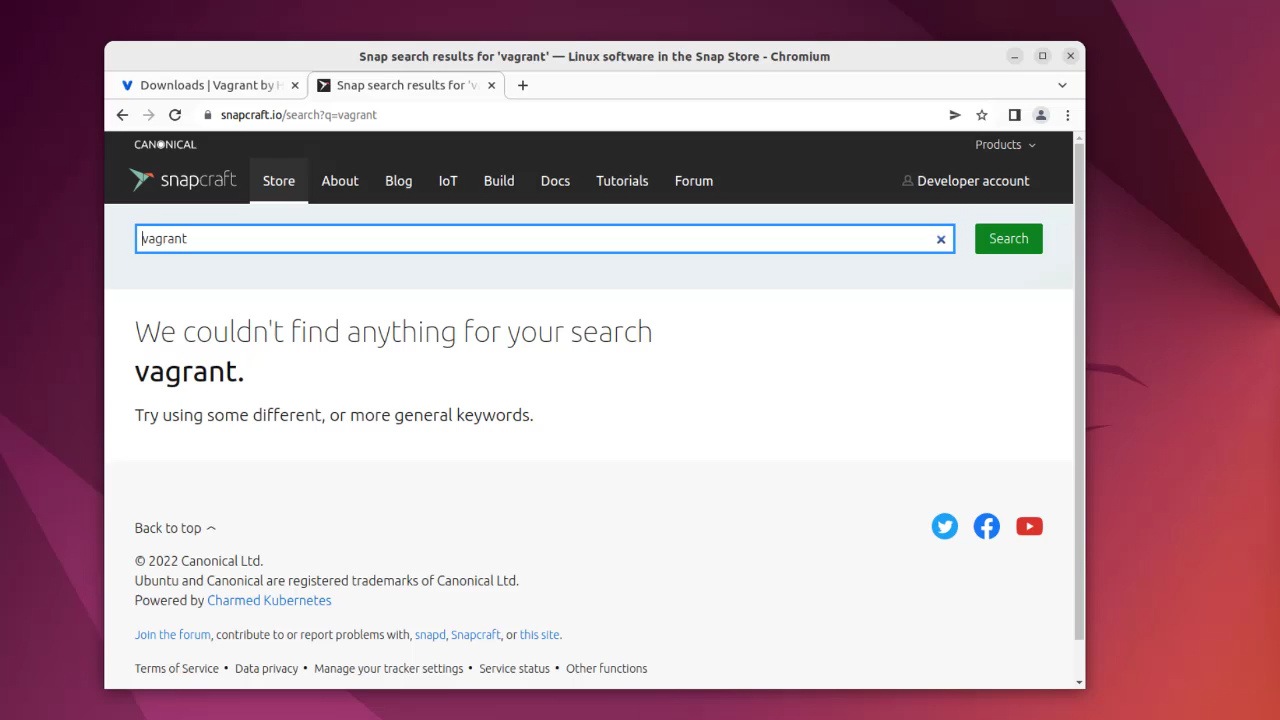 Snap search results for 'vagrant' — Linux software in the Snap Store - Chromium
Downloads | Vagrant by
Snap search results for 'v
snapcraft.io/search?q=vagrant
CANONICAL
Products
snapcraft
Store
About
Blog
IoT
Build
Docs
Tutorials
Forum
Developer account
vagrant
Search
We couldn't find anything for your search
vagrant.
Try using some different, or more general keywords.
Back to top
© 2022 Canonical Ltd.
Ubuntu and Canonical are registered trademarks of Canonical Ltd.
Powered by Charmed Kubernetes
Join the forum, contribute to or report problems with, snapd, Snapcraft, or this site.
Terms of Service • Data privacy • Manage your tracker settings • Service status • Other functions